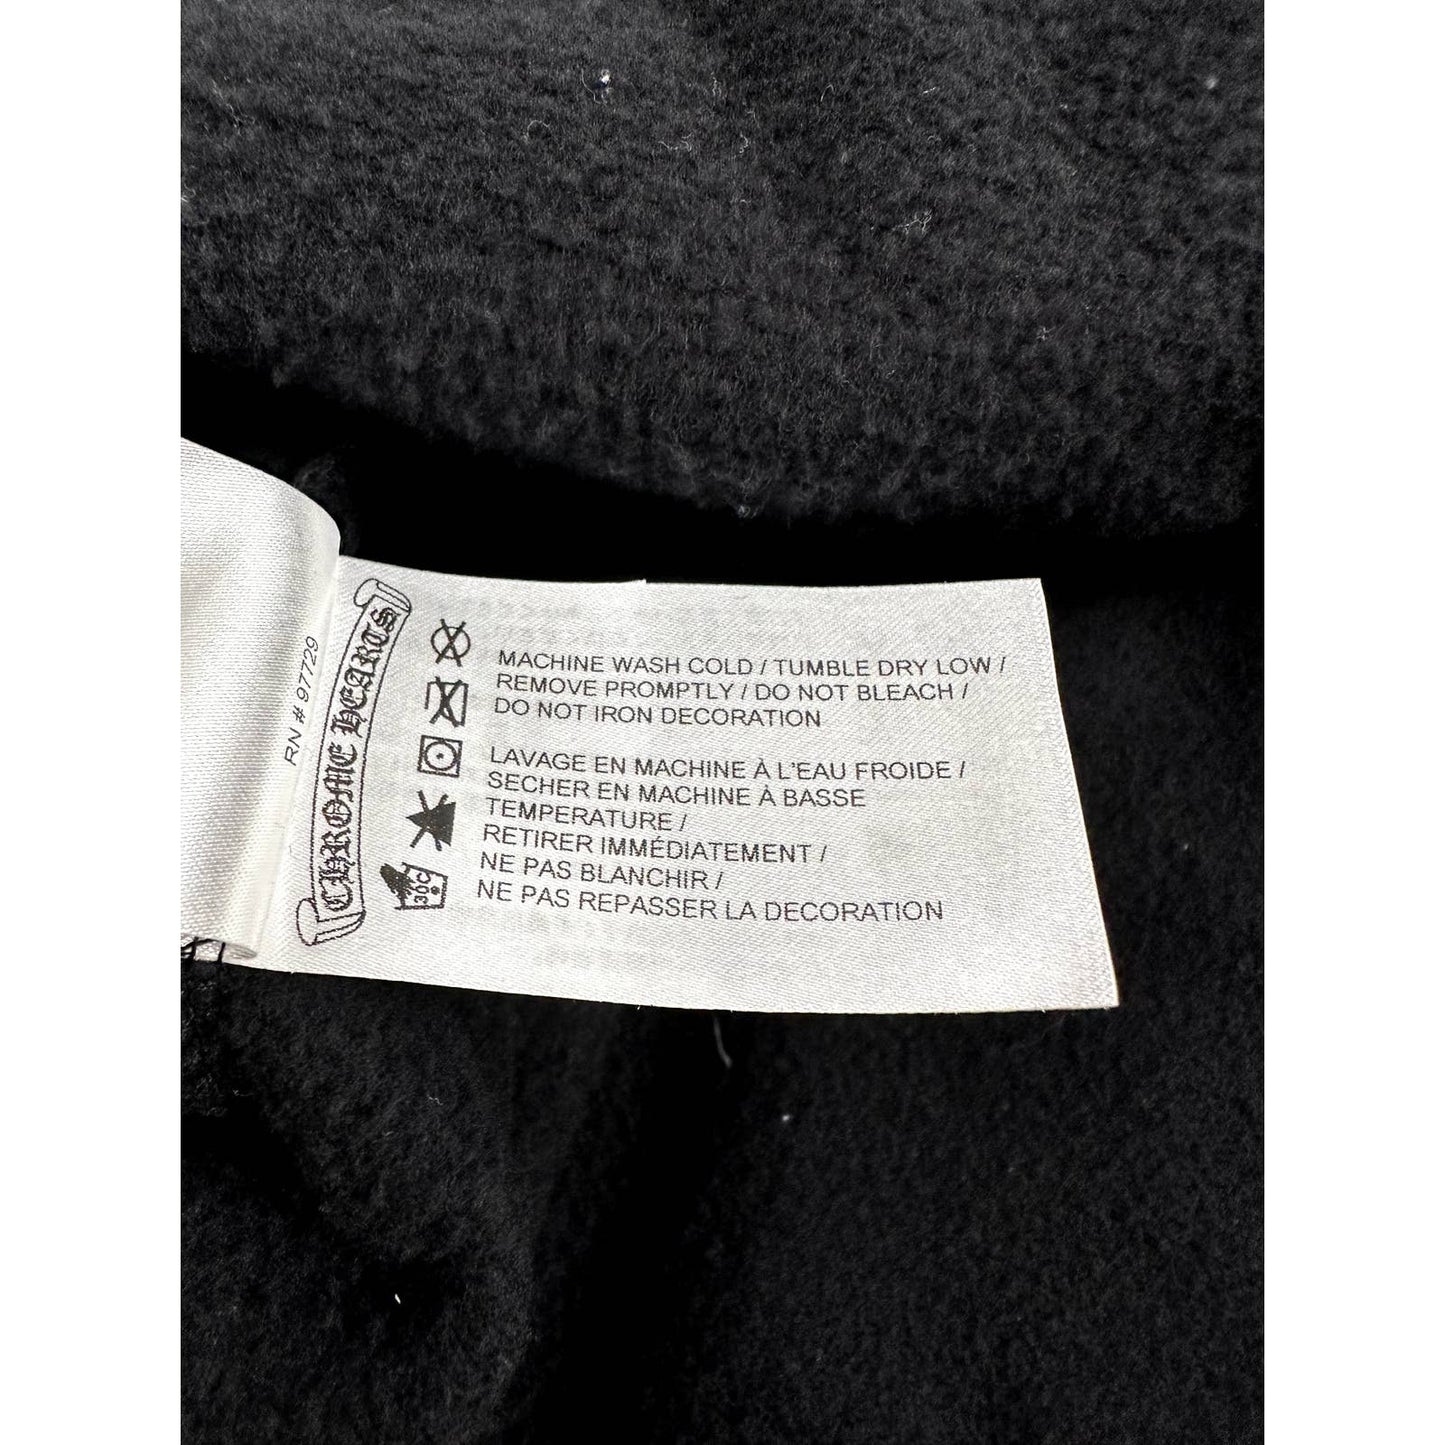 RN # 97729
CHROME HEARTS
MACHINE WASH COLD / TUMBLE DRY LOW /
REMOVE PROMPTLY / DO NOT BLEACH /
DO NOT IRON DECORATION
LAVAGE EN MACHINE À L'EAU FROIDE /
SECHER EN MACHINE À BASSE
TEMPERATURE /
RETIRER IMMÉDIATEMENT /
NE PAS BLANCHIR /
NE PAS REPASSER LA DECORATION
30C